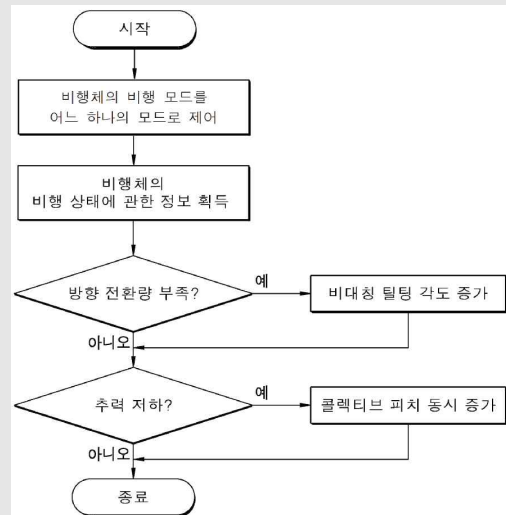 시작
비행체의 비행 모드를
어느 하나의 모드로 제어
비행체의
비행 상태에 관한 정보 획득
방향 전환량 부족?
예
비대칭 틸팅 각도 증가
아니오
추력 저하?
예
콜렉티브 피치 동시 증가
아니오
종료